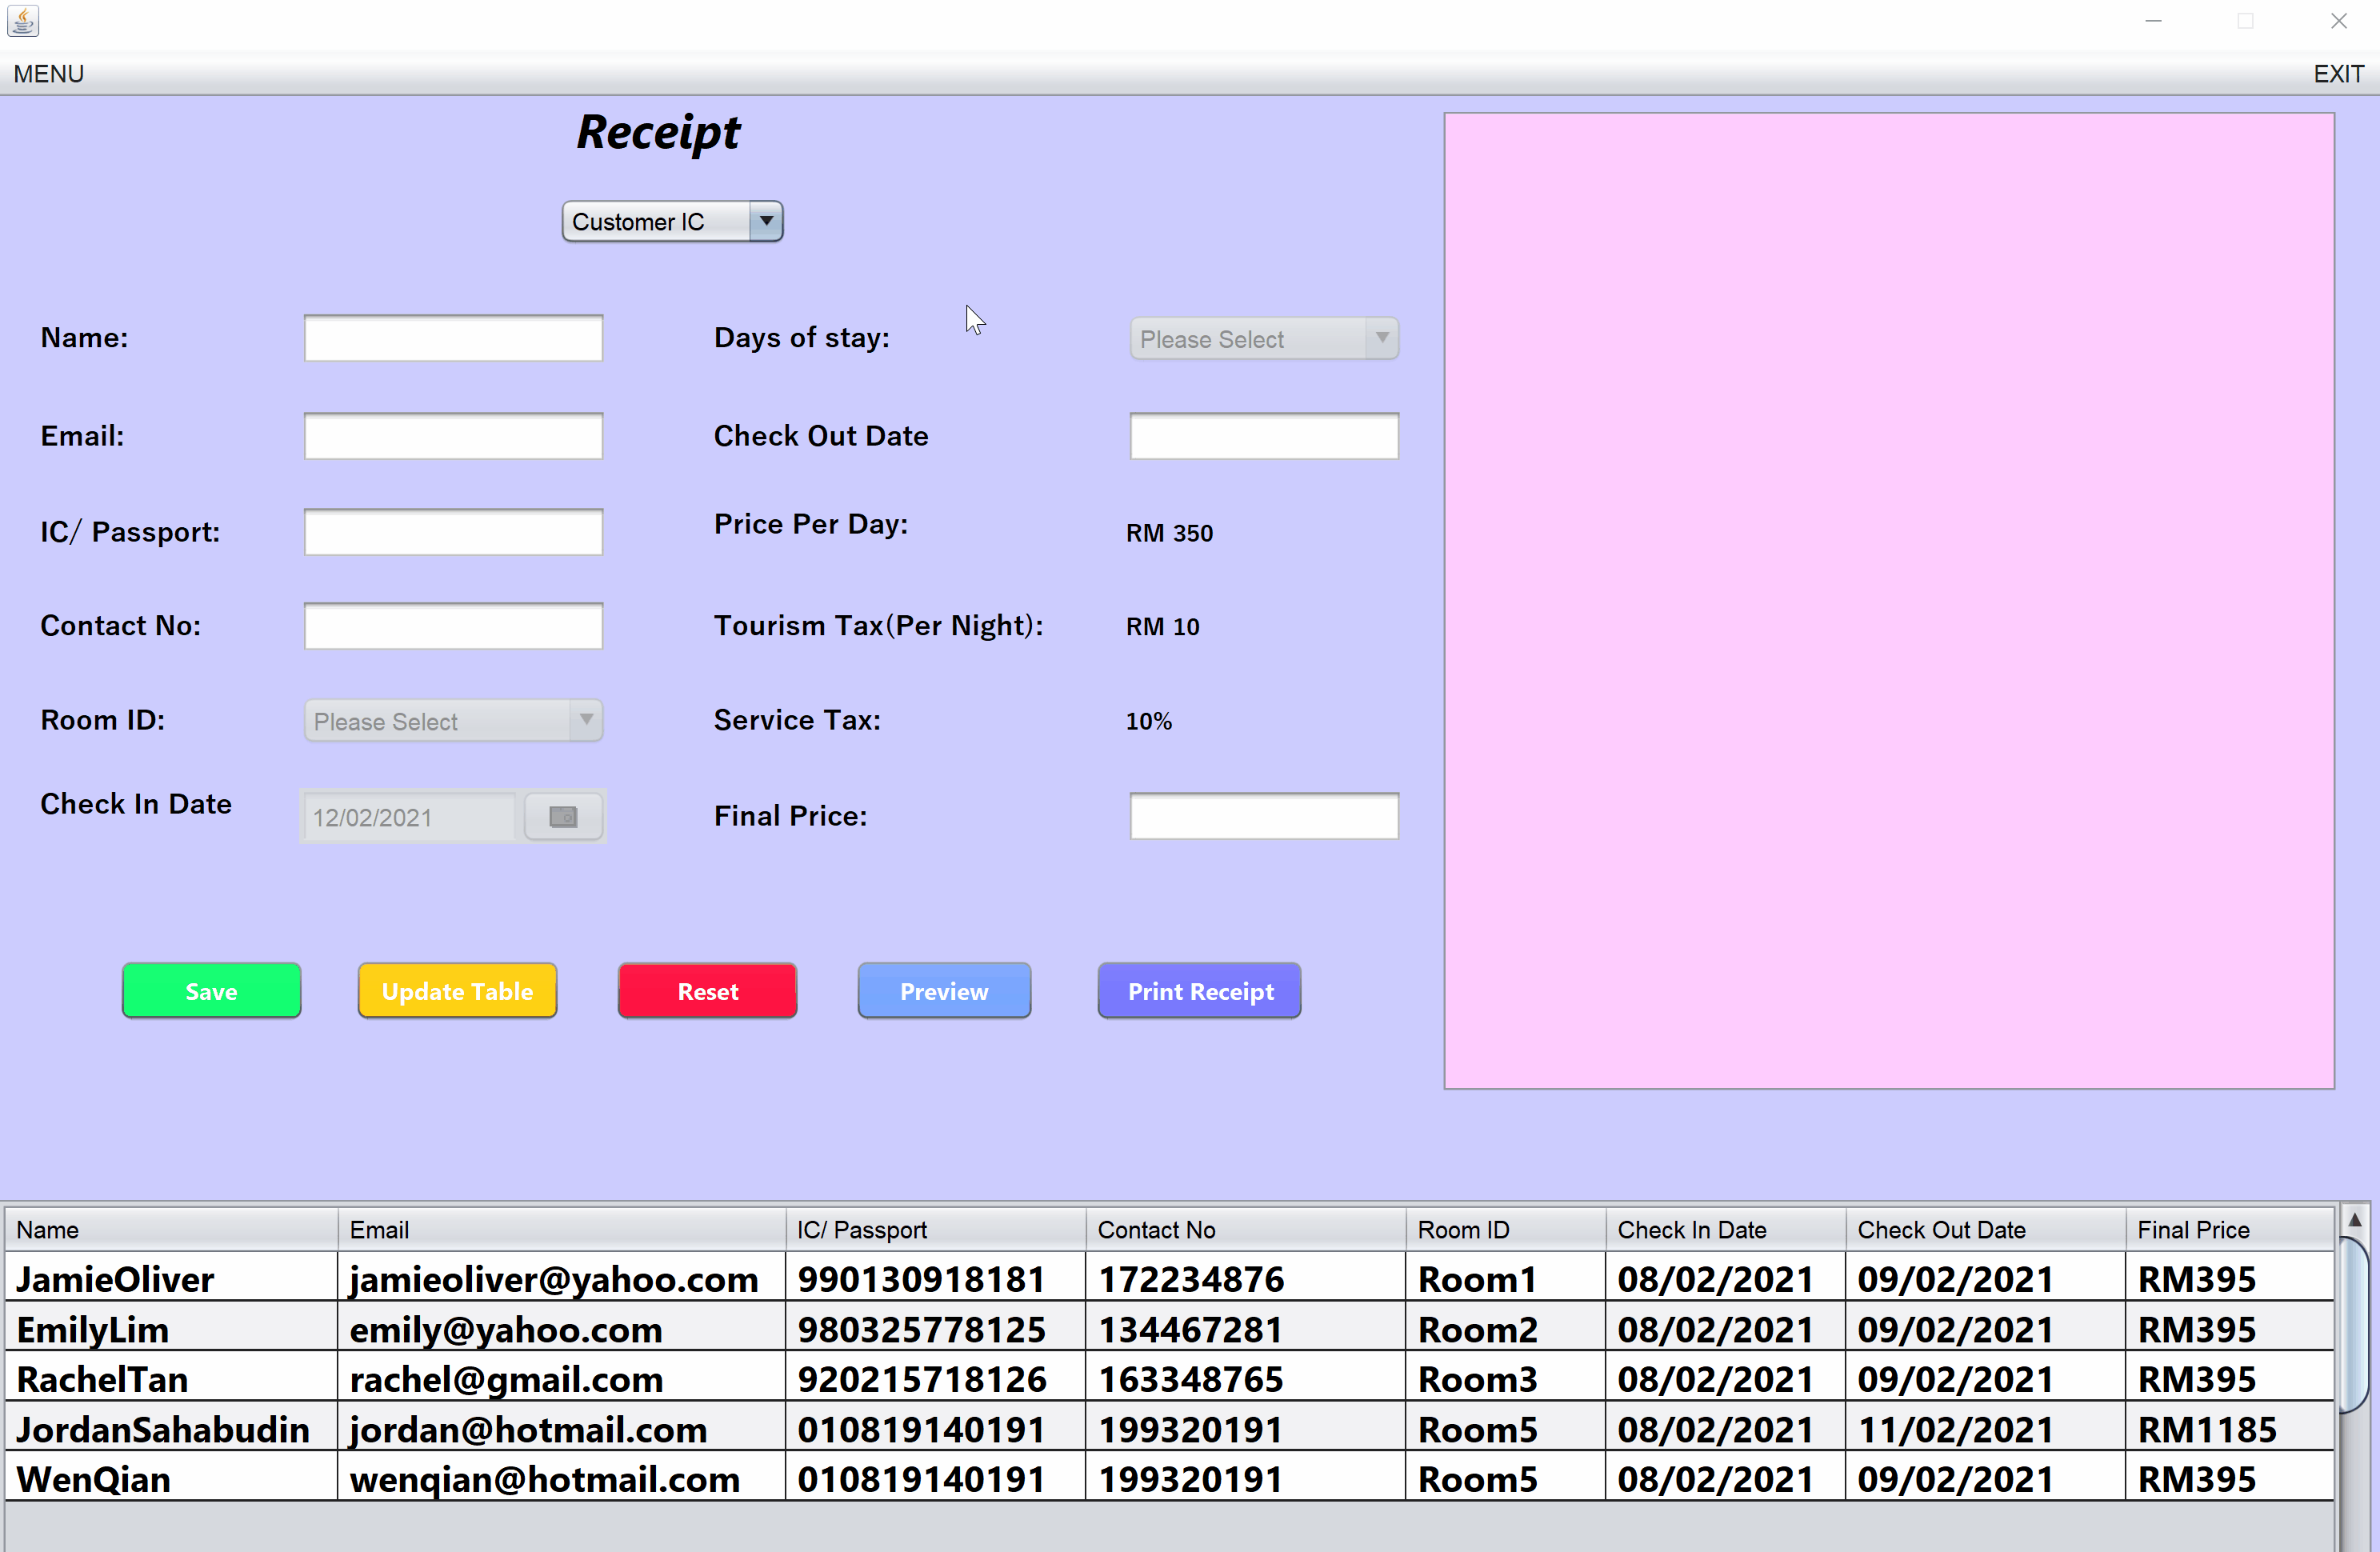 MENU EXIT
Receipt
Customer IC
Name: Days of stay: Please Select
Email: Check Out Date
IC/ Passport: Price Per Day: RM 350
Contact No: Tourism Tax(Per Night): RM 10
Room ID: Please Select Service Tax: 10%
Check In Date 12/02/2021 Final Price:
Save Update Table Reset Preview Print Receipt
Name Email IC/ Passport Contact No Room ID Check In Date Check Out Date Final Price
JamieOliver jamieoliver@yahoo.com 990130918181 172234876 Room1 08/02/2021 09/02/2021 RM395
EmilyLim emily@yahoo.com 980325778125 134467281 Room2 08/02/2021 09/02/2021 RM395
RachelTan rachel@gmail.com 920215718126 163348765 Room3 08/02/2021 09/02/2021 RM395
JordanSahabudin jordan@hotmail.com 010819140191 199320191 Room5 08/02/2021 11/02/2021 RM1185
WenQian wenqian@hotmail.com 010819140191 199320191 Room5 08/02/2021 09/02/2021 RM395